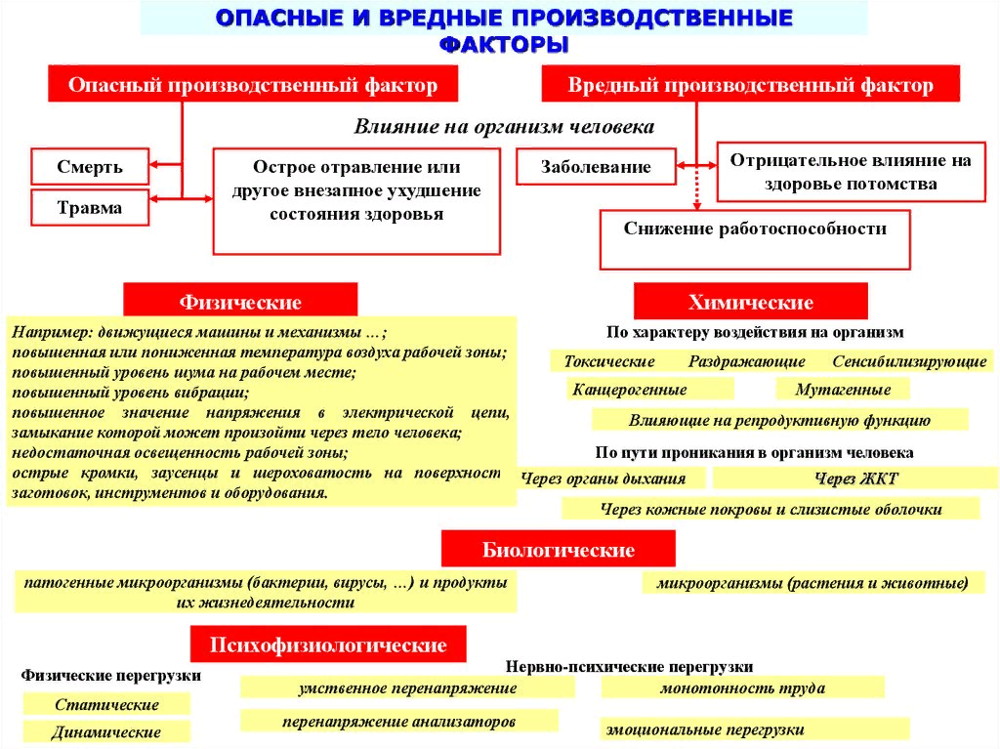 ОПАСНЫЕ И ВРЕДНЫЕ ПРОИЗВОДСТВЕННЫЕ
ФАКТОРЫ
Опасный производственный фактор
Вредный производственный фактор
Влияние на организм человека
Смерть
Травма
Острое отравление или
другое внезапное ухудшение
состояния здоровья
Заболевание
Отрицательное влияние на
здоровье потомства
Снижение работоспособности
Физические
Например: движущиеся машины и механизмы …;
повышенная или пониженная температура воздуха рабочей зоны;
повышенный уровень шума на рабочем месте;
повышенный уровень вибрации;
повышенное значение напряжения в электрической цепи,
замыкание которой может произойти через тело человека;
недостаточная освещенность рабочей зоны;
острые кромки, заусенцы и шероховатость на поверхност
заготовок, инструментов и оборудования.
Химические
По характеру воздействия на организм
Токсические Раздражающие Сенсибилизирующие
Канцерогенные Мутагенные
Влияющие на репродуктивную функцию
По пути проникания в организм человека
Через органы дыхания Через ЖКТ
Через кожные покровы и слизистые оболочки
Биологические
патогенные микроорганизмы (бактерии, вирусы, …) и продукты
их жизнедеятельности
микроорганизмы (растения и животные)
Психофизиологические
Физические перегрузки
Статические
Динамические
Нервно-психические перегрузки
умственное перенапряжение монотонность труда
перенапряжение анализаторов эмоциональные перегрузки